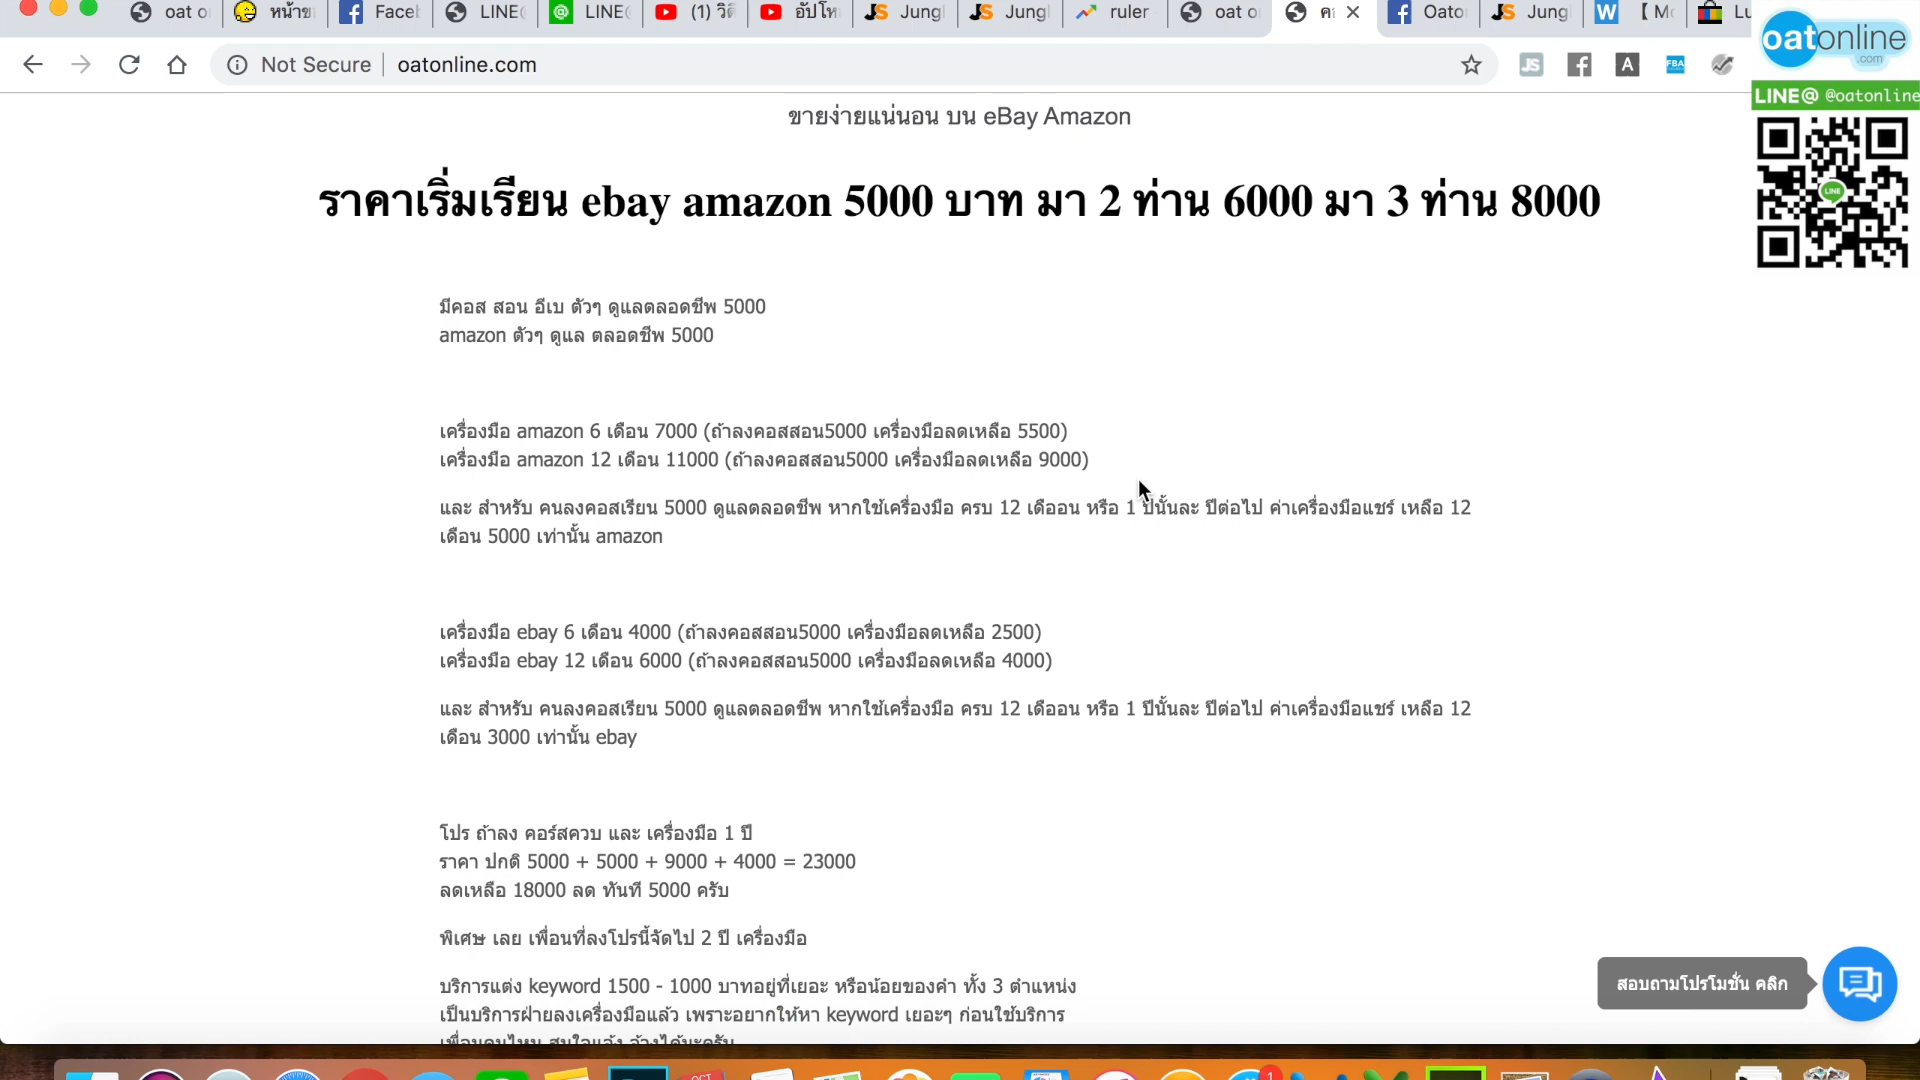 oat o
หน้าข
Face
LINE@
LINE@
(1) วิดี
อัปโห
Jungl
Jungl
ruler
oat o
Oato
Jung
Lu
Not Secure
oatonline.com
oatonline
.com
LINE@ @oatonline
LINE
ขายง่ายแน่นอน บน eBay Amazon
ราคาเริ่มเรียน ebay amazon 5000 บาท มา 2 ท่าน 6000 มา 3 ท่าน 8000
มีคอส สอน อีเบ ตัวๆ ดูแลตลอดชีพ 5000
amazon ตัวๆ ดูแล ตลอดชีพ 5000
เครื่องมือ amazon 6 เดือน 7000 (ถ้าลงคอสสอน5000 เครื่องมือลดเหลือ 5500)
เครื่องมือ amazon 12 เดือน 11000 (ถ้าลงคอสสอน5000 เครื่องมือลดเหลือ 9000)
และ สำหรับ คนลงคอสเรียน 5000 ดูแลตลอดชีพ หากใช้เครื่องมือ ครบ 12 เดืออน หรือ 1 ปีนั้นละ ปีต่อไป ค่าเครื่องมือแชร์ เหลือ 12
เดือน 5000 เท่านั้น amazon
เครื่องมือ ebay 6 เดือน 4000 (ถ้าลงคอสสอน5000 เครื่องมือลดเหลือ 2500)
เครื่องมือ ebay 12 เดือน 6000 (ถ้าลงคอสสอน5000 เครื่องมือลดเหลือ 4000)
และ สำหรับ คนลงคอสเรียน 5000 ดูแลตลอดชีพ หากใช้เครื่องมือ ครบ 12 เดืออน หรือ 1 ปีนั้นละ ปีต่อไป ค่าเครื่องมือแชร์ เหลือ 12
เดือน 3000 เท่านั้น ebay
โปร ถ้าลง คอร์สควบ และ เครื่องมือ 1 ปี
ราคา ปกติ 5000 + 5000 + 9000 + 4000 = 23000
ลดเหลือ 18000 ลด ทันที 5000 ครับ
พิเศษ เลย เพื่อนที่ลงโปรนี้จัดไป 2 ปี เครื่องมือ
บริการแต่ง keyword 1500 - 1000 บาทอยู่ที่เยอะ หรือน้อยของคำ ทั้ง 3 ตำแหน่ง
เป็นบริการฝ่ายลงเครื่องมือแล้ว เพราะอยากให้หา keyword เยอะๆ ก่อนใช้บริการ
สอบถามโปรโมชั่น คลิก